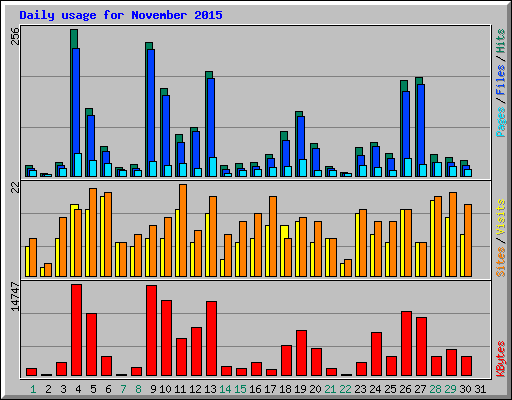 Daily usage for November 2015
256
Pages / Files / Hits
22
Sites / Visits
14747
KBytes
1 2 3 4 5 6 7 8 9 10 11 12 13 14 15 16 17 18 19 20 21 22 23 24 25 26 27 28 29 30 31